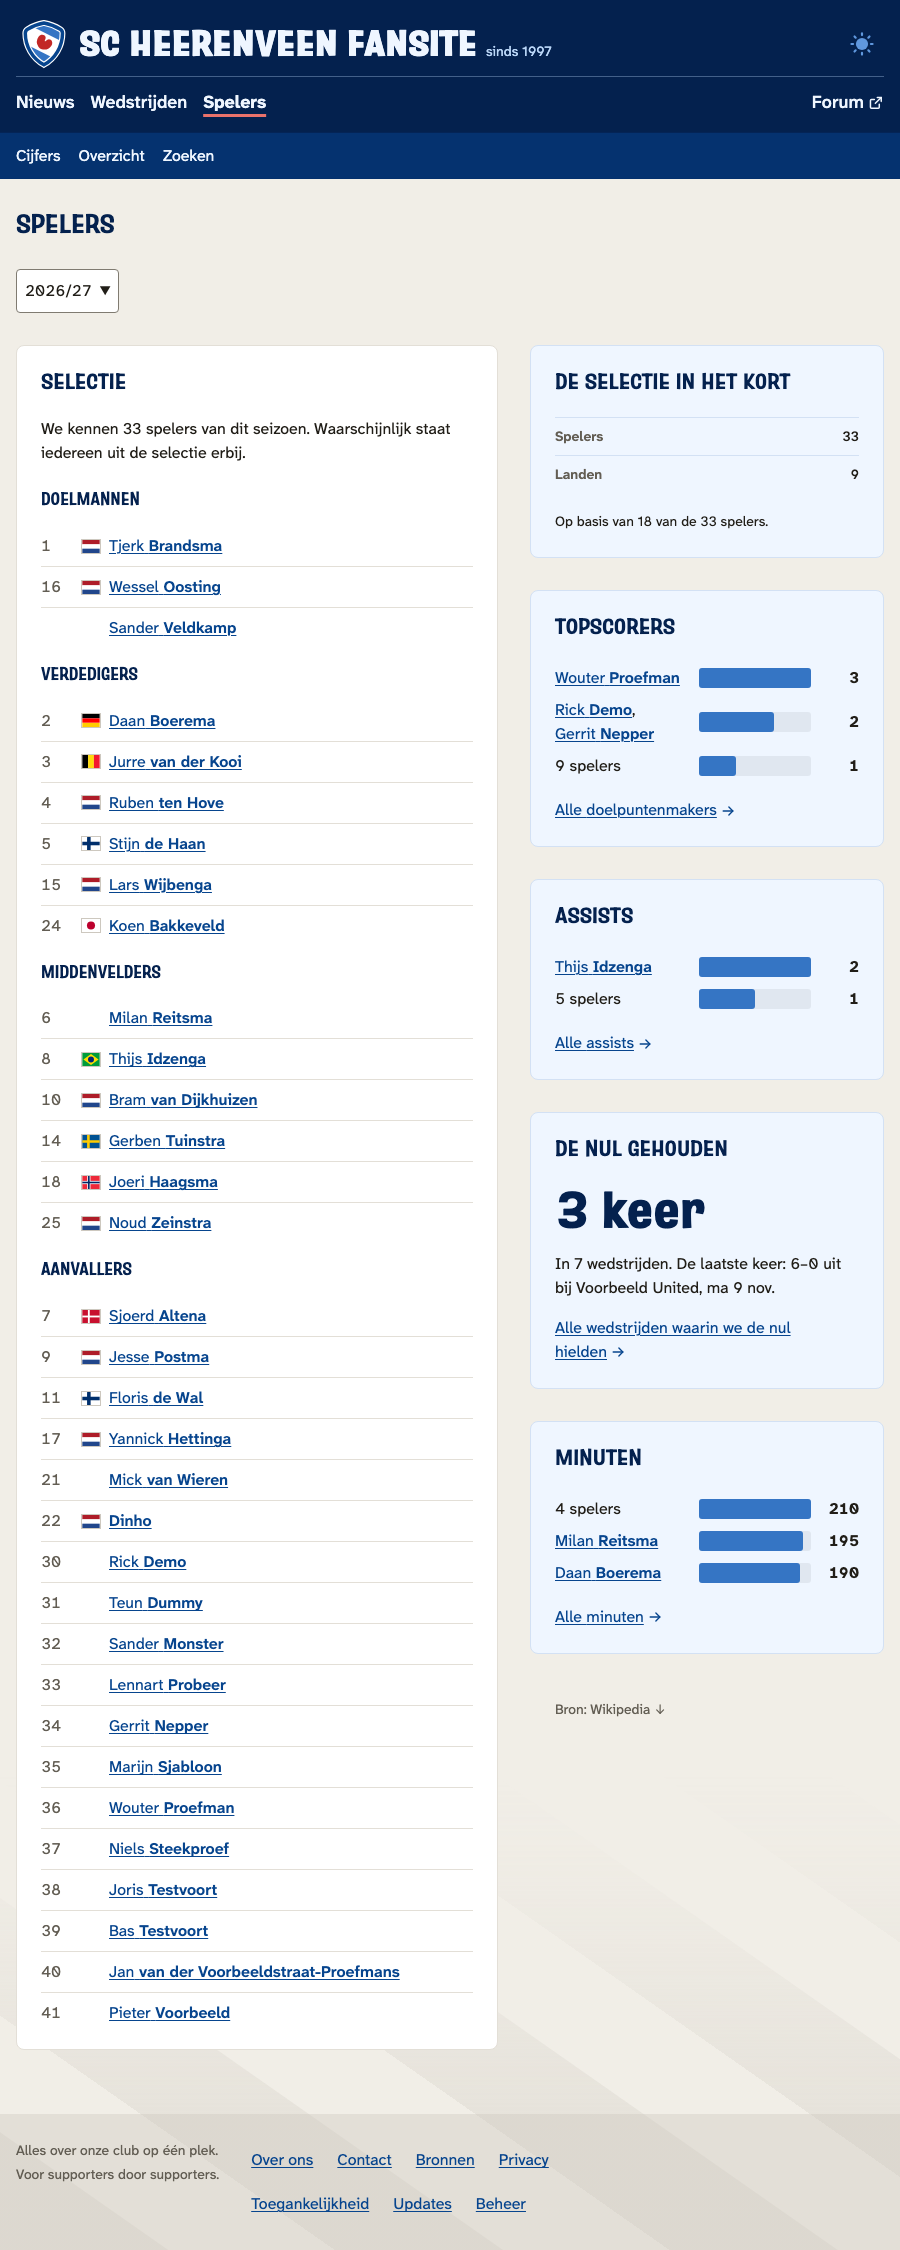 SC HEERENVEEN FANSITE sinds 1997
Nieuws Wedstrijden Spelers Forum
Cijfers Overzicht Zoeken
SPELERS
2026/27 ▼
SELECTIE
We kennen 33 spelers van dit seizoen. Waarschijnlijk staat
iedereen uit de selectie erbij.
DOELMANNEN
1 Tjerk Brandsma
16 Wessel Oosting
Sander Veldkamp
VERDEDIGERS
2 Daan Boerema
3 Jurre van der Kooi
4 Ruben ten Hove
5 Stijn de Haan
15 Lars Wijbenga
24 Koen Bakkeveld
MIDDENVELDERS
6 Milan Reitsma
8 Thijs Idzenga
10 Bram van Dijkhuizen
14 Gerben Tuinstra
18 Joeri Haagsma
25 Noud Zeinstra
AANVALLERS
7 Sjoerd Altena
9 Jesse Postma
11 Floris de Wal
17 Yannick Hettinga
21 Mick van Wieren
22 Dinho
30 Rick Demo
31 Teun Dummy
32 Sander Monster
33 Lennart Probeer
34 Gerrit Nepper
35 Marijn Sjabloon
36 Wouter Proefman
37 Niels Steekproef
38 Joris Testvoort
39 Bas Testvoort
40 Jan van der Voorbeeldstraat-Proefmans
41 Pieter Voorbeeld
DE SELECTIE IN HET KORT
Spelers 33
Landen 9
Op basis van 18 van de 33 spelers.
TOPSCORERS
Wouter Proefman 3
Rick Demo,
Gerrit Nepper 2
9 spelers 1
Alle doelpuntenmakers →
ASSISTS
Thijs Idzenga 2
5 spelers 1
Alle assists →
DE NUL GEHOUDEN
3 keer
In 7 wedstrijden. De laatste keer: 6–0 uit
bij Voorbeeld United, ma 9 nov.
Alle wedstrijden waarin we de nul
hielden →
MINUTEN
4 spelers 210
Milan Reitsma 195
Daan Boerema 190
Alle minuten →
Bron: Wikipedia ↓
Alles over onze club op één plek.
Voor supporters door supporters.
Over ons Contact Bronnen Privacy
Toegankelijkheid Updates Beheer